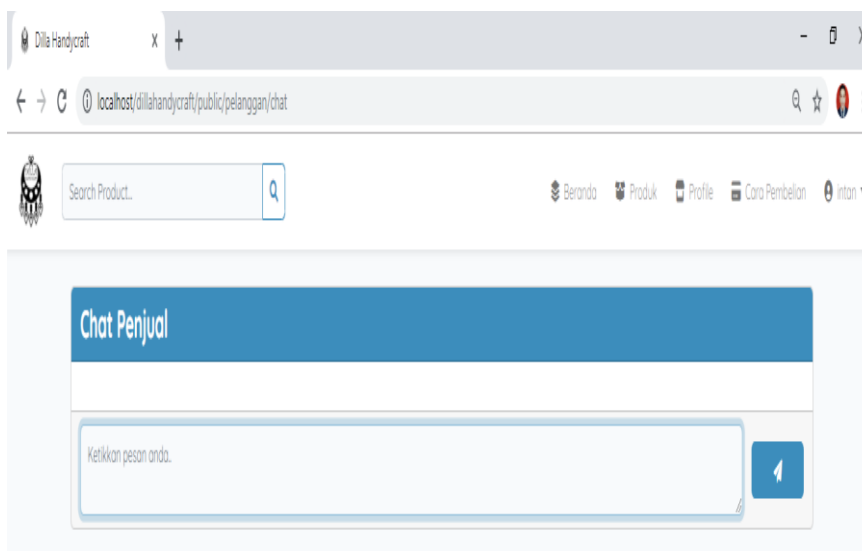 Dilla Handycraft
localhost/dillahandycraft/public/pelanggan/chat
Search Product..
Beranda Produk Profile Cara Pembelian intan
Chat Penjual
Ketikkan pesan anda..